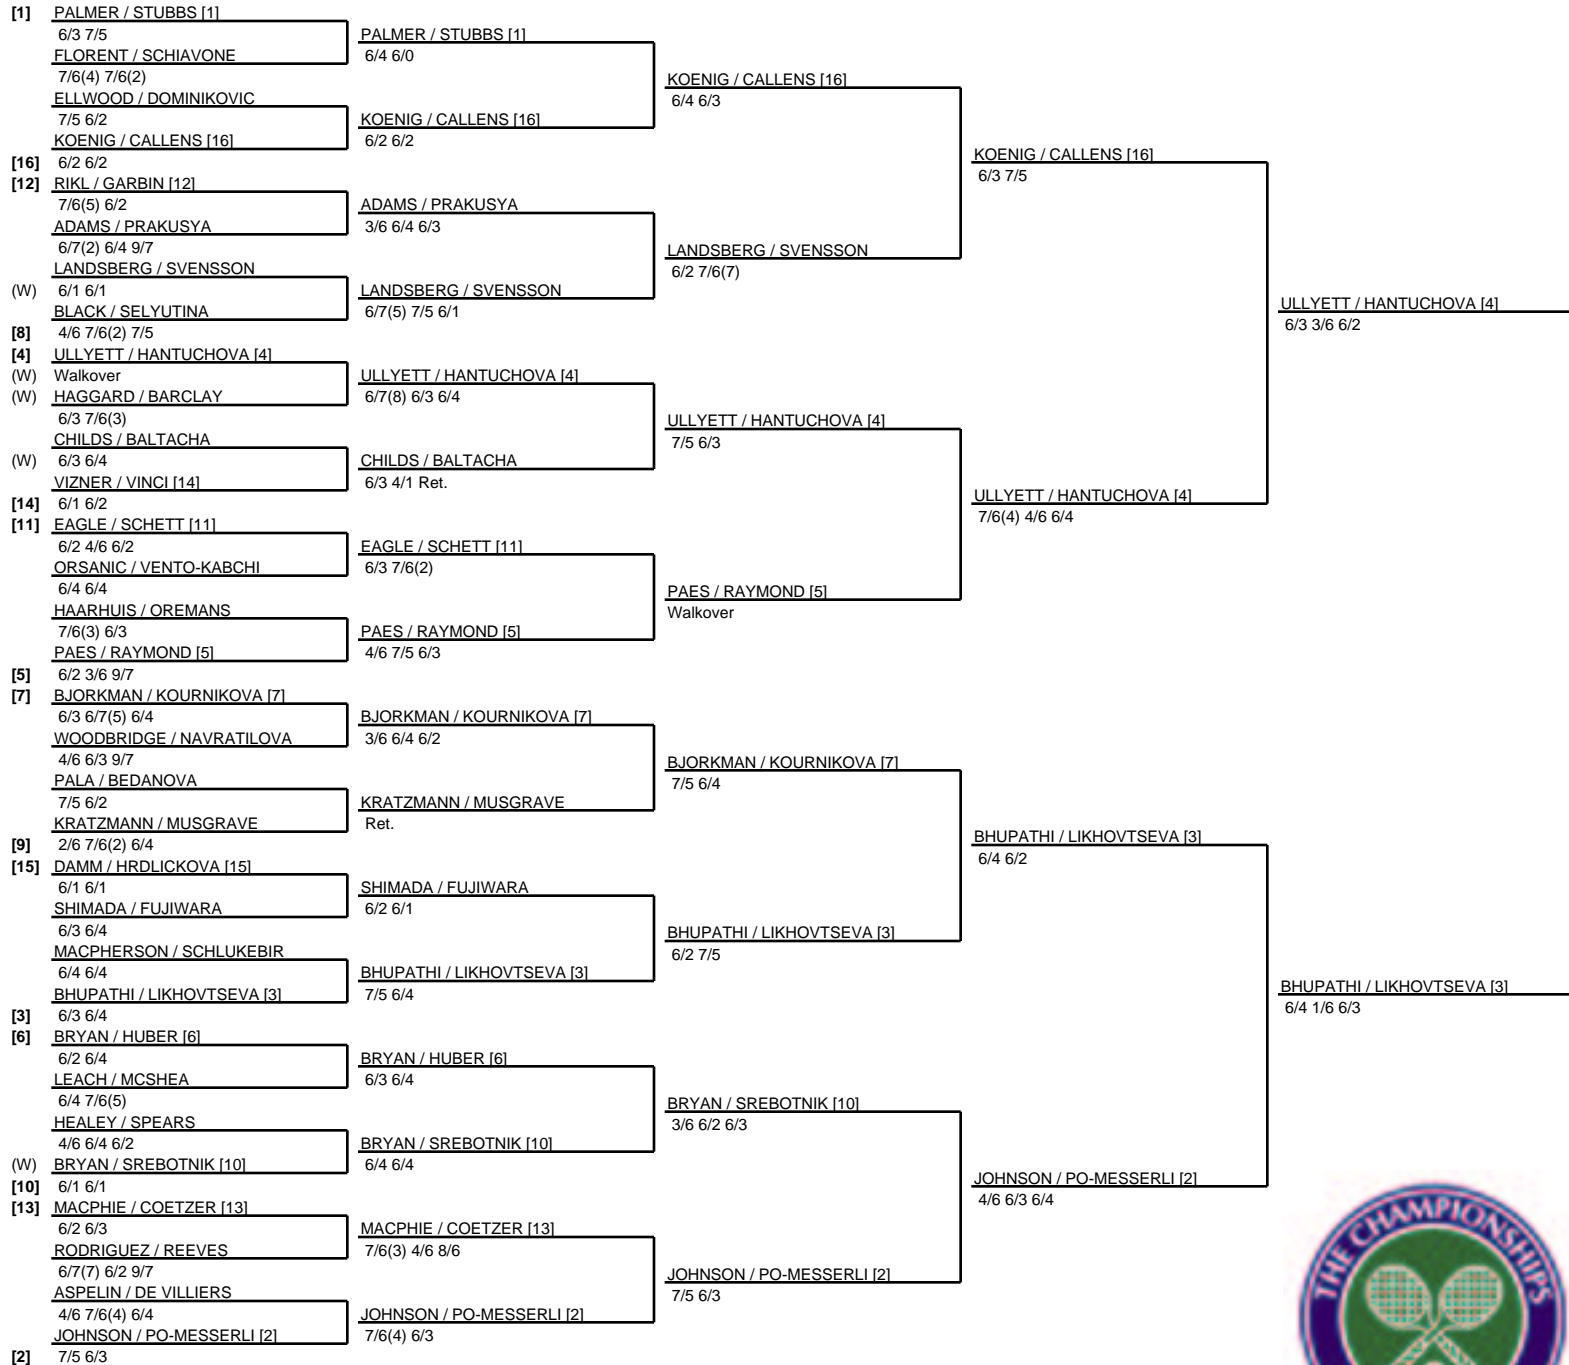 [1] PALMER / STUBBS [1]
6/3 7/5
FLORENT / SCHIAVONE
7/6(4) 7/6(2)
ELLWOOD / DOMINIKOVIC
7/5 6/2
KOENIG / CALLENS [16]
[16] 6/2 6/2
[12] RIKL / GARBIN [12]
7/6(5) 6/2
ADAMS / PRAKUSYA
6/7(2) 6/4 9/7
LANDSBERG / SVENSSON
(W) 6/1 6/1
BLACK / SELYUTINA
[8] 4/6 7/6(2) 7/5
[4] ULLYETT / HANTUCHOVA [4]
(W) Walkover
(W) HAGGARD / BARCLAY
6/3 7/6(3)
CHILDS / BALTACHA
(W) 6/3 6/4
VIZNER / VINCI [14]
[14] 6/1 6/2
[11] EAGLE / SCHETT [11]
6/2 4/6 6/2
ORSANIC / VENTO-KABCHI
6/4 6/4
HAARHUIS / OREMANS
7/6(3) 6/3
PAES / RAYMOND [5]
[5] 6/2 3/6 9/7
[7] BJORKMAN / KOURNIKOVA [7]
6/3 6/7(5) 6/4
WOODBRIDGE / NAVRATILOVA
4/6 6/3 9/7
PALA / BEDANOVA
7/5 6/2
KRATZMANN / MUSGRAVE
[9] 2/6 7/6(2) 6/4
[15] DAMM / HRDLICKOVA [15]
6/1 6/1
SHIMADA / FUJIWARA
6/3 6/4
MACPHERSON / SCHLUKEBIR
6/4 6/4
BHUPATHI / LIKHOVTSEVA [3]
[3] 6/3 6/4
[6] BRYAN / HUBER [6]
6/2 6/4
LEACH / MCSHEA
6/4 7/6(5)
HEALEY / SPEARS
4/6 6/4 6/2
(W) BRYAN / SREBOTNIK [10]
[10] 6/1 6/1
[13] MACPHIE / COETZER [13]
6/2 6/3
RODRIGUEZ / REEVES
6/7(7) 6/2 9/7
ASPELIN / DE VILLIERS
4/6 7/6(4) 6/4
JOHNSON / PO-MESSERLI [2]
[2] 7/5 6/3
PALMER / STUBBS [1]
6/4 6/0
KOENIG / CALLENS [16]
6/2 6/2
ADAMS / PRAKUSYA
3/6 6/4 6/3
LANDSBERG / SVENSSON
6/7(5) 7/5 6/1
ULLYETT / HANTUCHOVA [4]
6/7(8) 6/3 6/4
CHILDS / BALTACHA
6/3 4/1 Ret.
EAGLE / SCHETT [11]
6/3 7/6(2)
PAES / RAYMOND [5]
4/6 7/5 6/3
BJORKMAN / KOURNIKOVA [7]
3/6 6/4 6/2
KRATZMANN / MUSGRAVE
Ret.
SHIMADA / FUJIWARA
6/2 6/1
BHUPATHI / LIKHOVTSEVA [3]
7/5 6/4
BRYAN / HUBER [6]
6/3 6/4
BRYAN / SREBOTNIK [10]
6/4 6/4
MACPHIE / COETZER [13]
7/6(3) 4/6 8/6
JOHNSON / PO-MESSERLI [2]
7/6(4) 6/3
KOENIG / CALLENS [16]
6/4 6/3
LANDSBERG / SVENSSON
6/2 7/6(7)
ULLYETT / HANTUCHOVA [4]
7/5 6/3
PAES / RAYMOND [5]
Walkover
BJORKMAN / KOURNIKOVA [7]
7/5 6/4
BHUPATHI / LIKHOVTSEVA [3]
6/2 7/5
BRYAN / SREBOTNIK [10]
3/6 6/2 6/3
JOHNSON / PO-MESSERLI [2]
7/5 6/3
KOENIG / CALLENS [16]
6/3 7/5
ULLYETT / HANTUCHOVA [4]
7/6(4) 4/6 6/4
BHUPATHI / LIKHOVTSEVA [3]
6/4 6/2
JOHNSON / PO-MESSERLI [2]
4/6 6/3 6/4
ULLYETT / HANTUCHOVA [4]
6/3 3/6 6/2
BHUPATHI / LIKHOVTSEVA [3]
6/4 1/6 6/3
THE CHAMPIONSHIPS